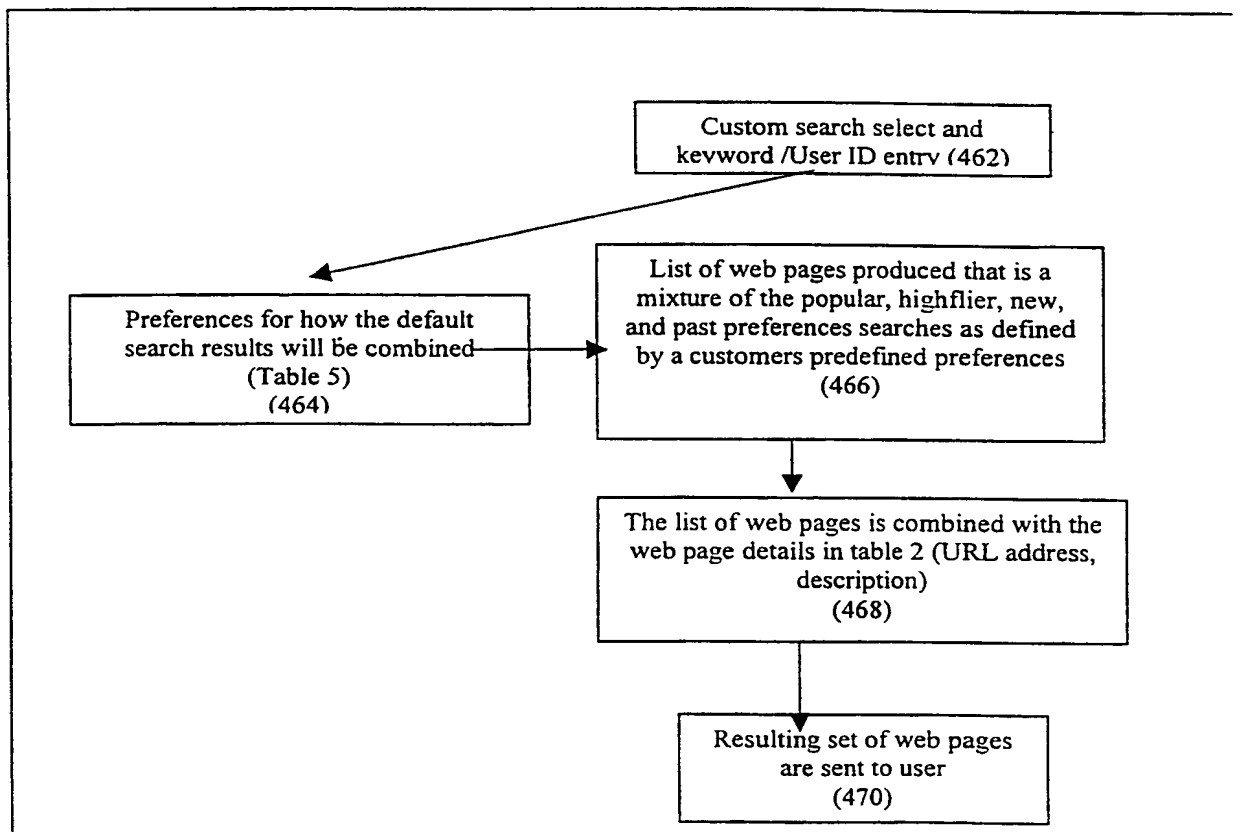 Custom search select and
keyword /User ID entry (462)
Preferences for how the default
search results will be combined
(Table 5)
(464)
List of web pages produced that is a
mixture of the popular, highflier, new,
and past preferences searches as defined
by a customers predefined preferences
(466)
The list of web pages is combined with the
web page details in table 2 (URL address,
description)
(468)
Resulting set of web pages
are sent to user
(470)